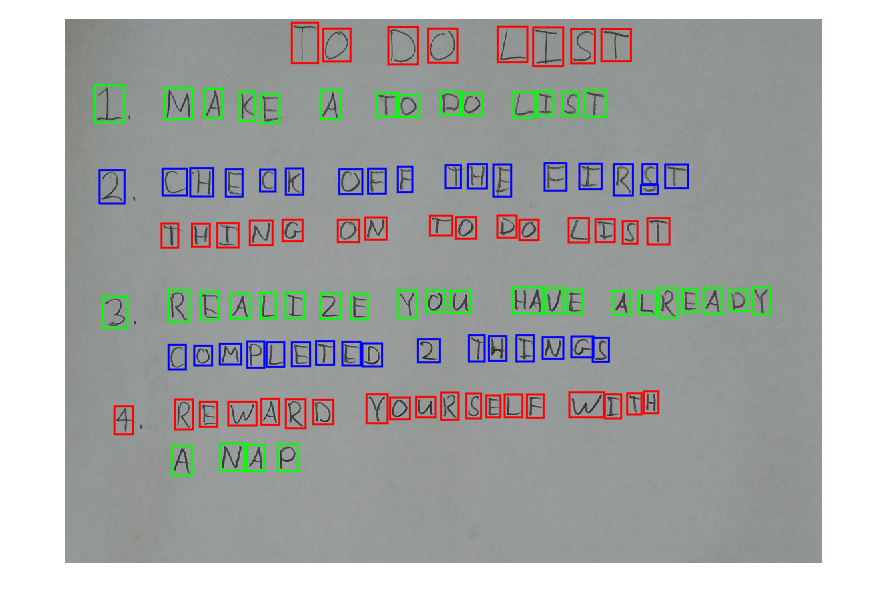 TO DO LIST
1. MAKE A TO DO LIST
2. CHECK OFF THE FIRST
THING ON TO DO LIST
3. REALIZE YOU HAVE ALREADY
COMPLETED 2 THINGS
4. REWARD YOURSELF WITH
A NAP